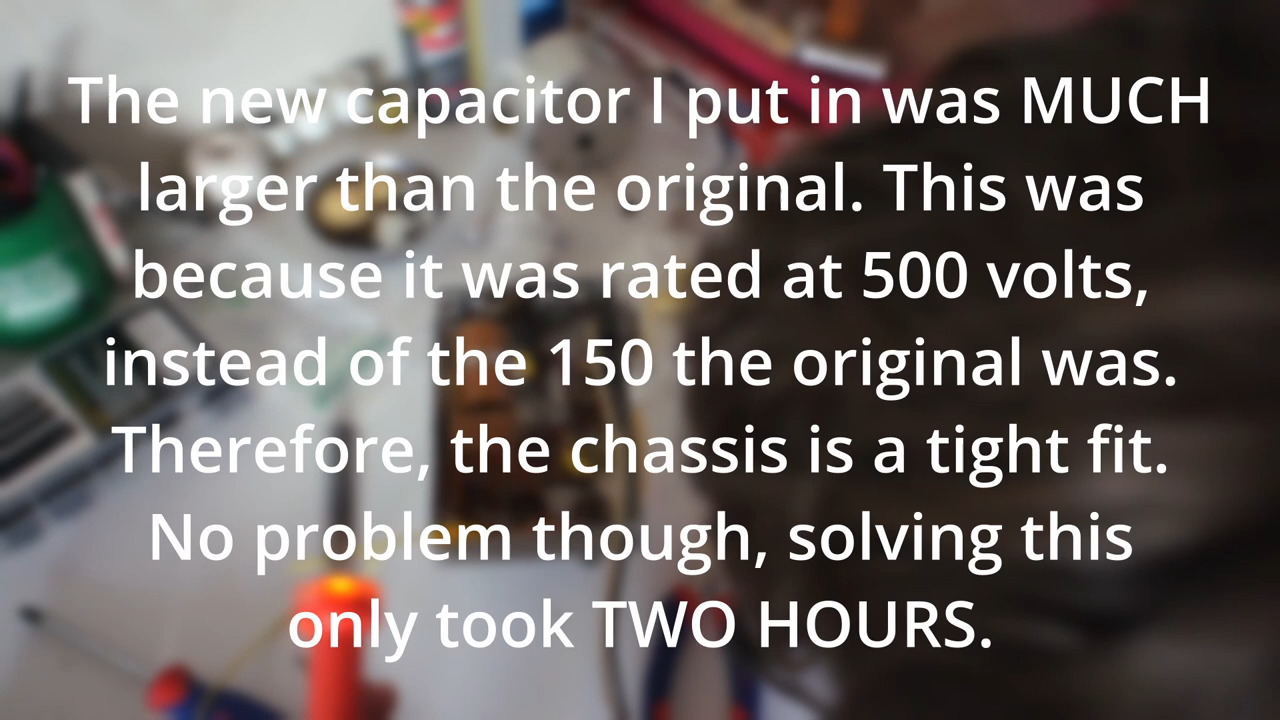 The new capacitor I put in was MUCH
larger than the original. This was
because it was rated at 500 volts,
instead of the 150 the original was.
Therefore, the chassis is a tight fit.
No problem though, solving this
only took TWO HOURS.